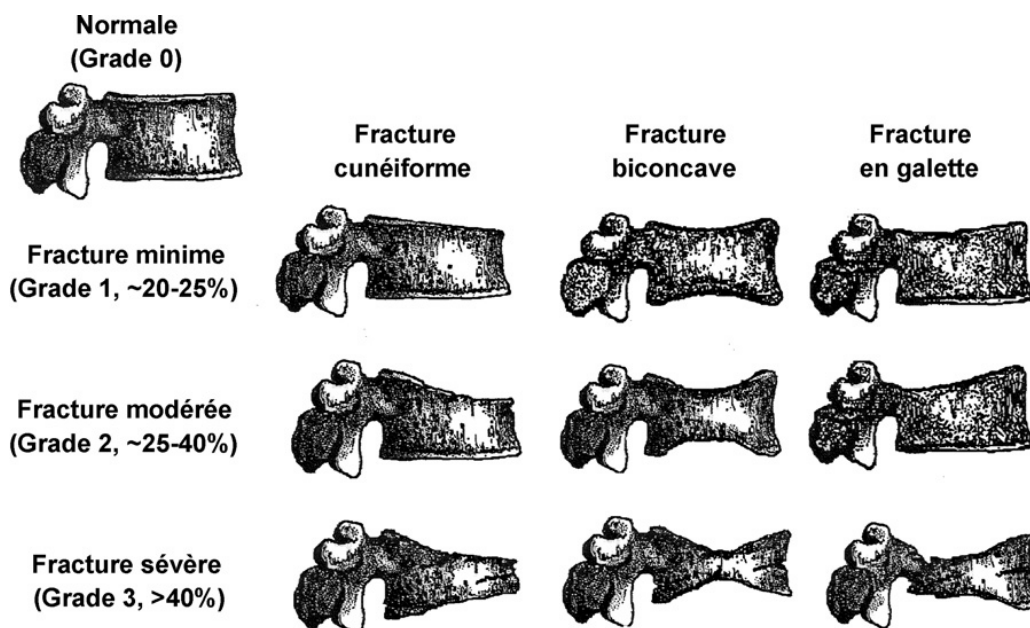 Normale
(Grade 0)
Fracture
cunéiforme
Fracture
biconcave
Fracture
en galette
Fracture minime
(Grade 1, ~20-25%)
Fracture modérée
(Grade 2, ~25-40%)
Fracture sévère
(Grade 3, >40%)